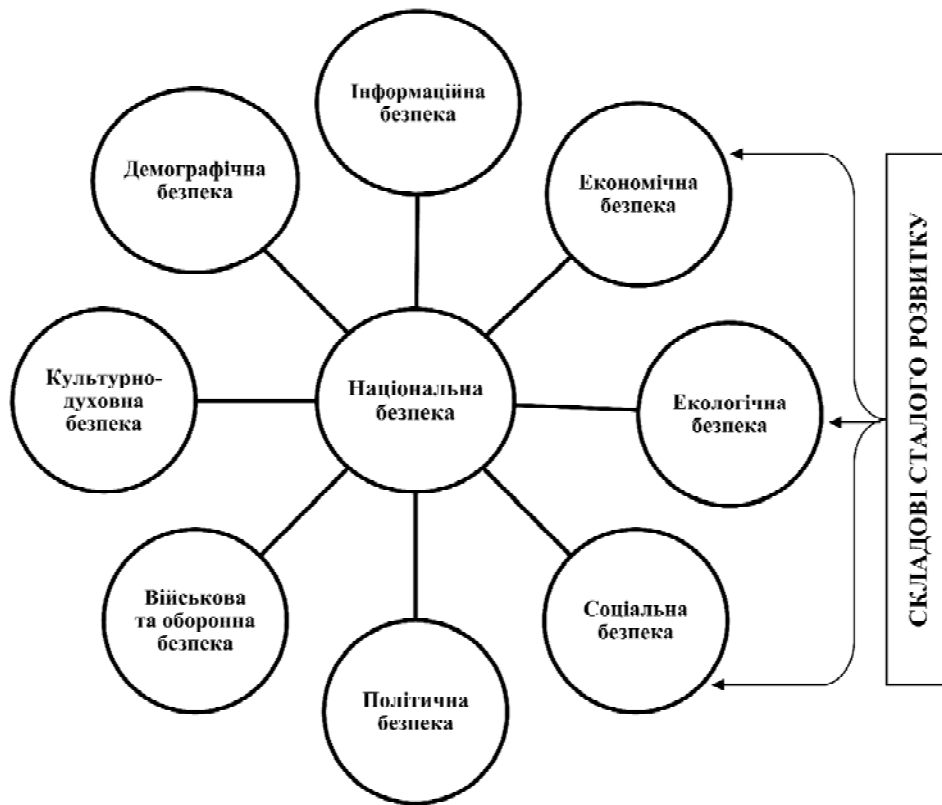 Інформаційна
безпека
Демографічна
безпека
Економічна
безпека
Культурно-
духовна
безпека
Національна
безпека
Екологічна
безпека
Військова
та оборонна
безпека
Соціальна
безпека
Політична
безпека
СКЛАДОВІ СТАЛОГО РОЗВИТКУ